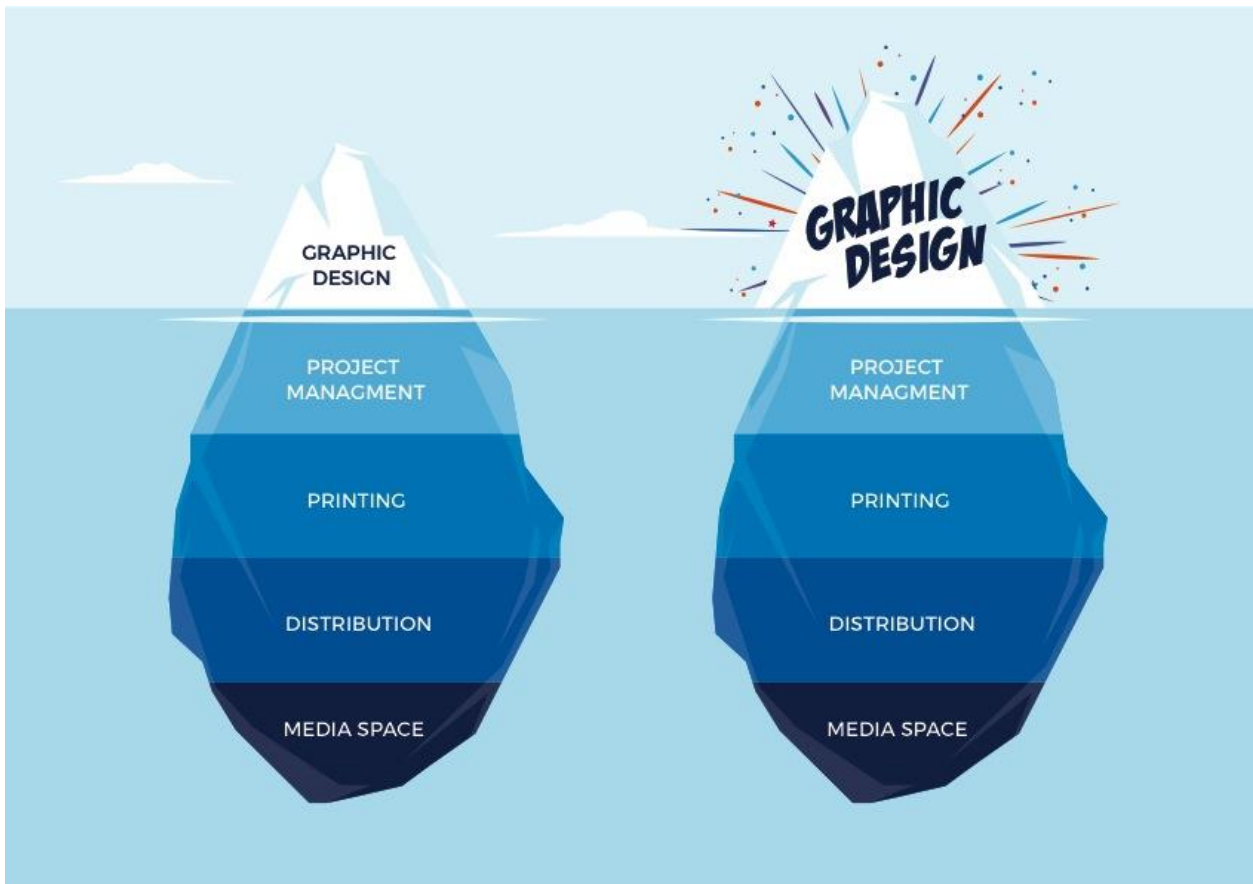 GRAPHIC
DESIGN
PROJECT
MANAGMENT
PRINTING
DISTRIBUTION
MEDIA SPACE
GRAPHIC
DESIGN
PROJECT
MANAGMENT
PRINTING
DISTRIBUTION
MEDIA SPACE